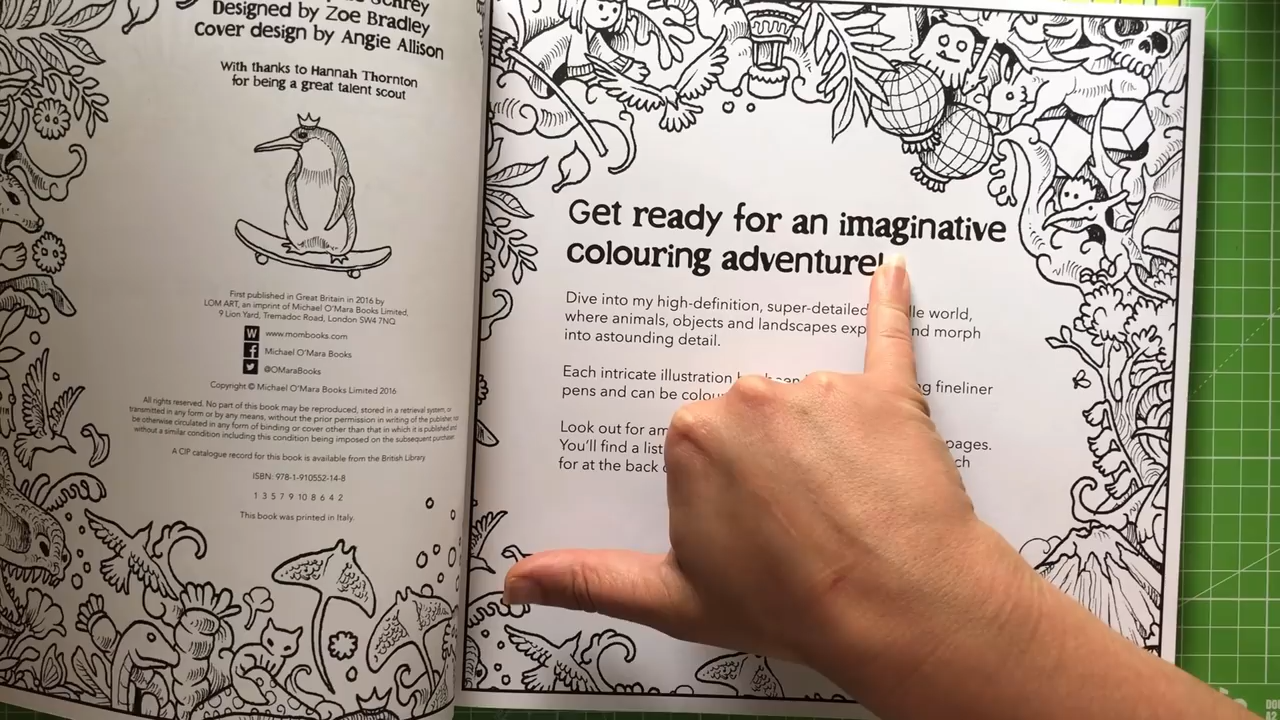 Designed by Zoe Bradley
Cover design by Angie Allison
With thanks to Hannah Thornton
for being a great talent scout
First published in Great Britain in 2016 by
LOM ART, an imprint of Michael O'Mara Books Limited,
9 Lion Yard, Tremadoc Road, London SW4 7NQ
W www.mombooks.com
f Michael O'Mara Books
@OMaraBooks
Copyright © Michael O'Mara Books Limited 2016
All rights reserved. No part of this book may be reproduced, stored in a retrieval system, or
transmitted in any form or by any means, without the prior permission in writing of the publisher, nor
be otherwise circulated in any form of binding or cover other than that in which it is published and
without a similar condition including this condition being imposed on the subsequent
A CIP catalogue record for this book is available from the British Library.
ISBN: 978-1-910552-14-8
1 3 5 7 9 10 8 6 4 2
This book was printed in Italy.
Get ready for an imaginative
colouring adventure!
Dive into my high-definition, super-detailed world,
where animals, objects and landscapes morph
into astounding detail.
Each intricate illustration fineliner
pens and can be
Look out for pages.
You'll find a
for at the back